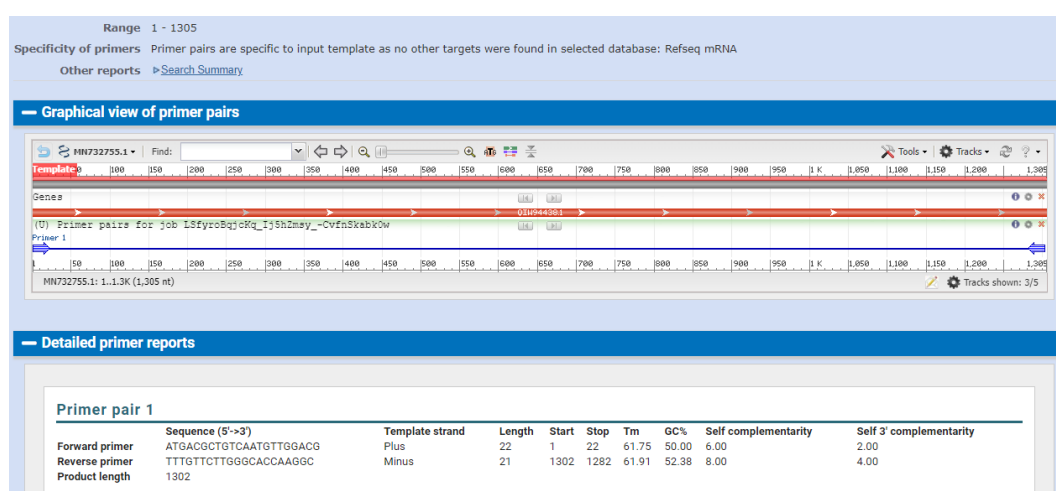 Range 1 - 1305
Specificity of primers Primer pairs are specific to input template as no other targets were found in selected database: Refseq mRNA
Other reports Search Summary
Graphical view of primer pairs
MN732755.1 Find: Tools Tracks ?
Template 0 100 150 200 250 300 350 400 450 500 550 600 650 700 750 800 850 900 950 1 K 1,050 1,100 1,150 1,200 1,305
Genes
QIW94438.1
(U) Primer pairs for job
Primer 1
1 50 100 150 200 250 300 350 400 450 500 550 600 650 700 750 800 850 900 950 1 K 1,050 1,100 1,150 1,200 1,305
MN732755.1: 1..1.3K (1,305 nt) Tracks shown: 3/5
Detailed primer reports
Primer pair 1
Sequence (5'->3') Template strand Length Start Stop Tm GC% Self complementarity Self 3' complementarity
Forward primer ATGACGCTGTCAATGTTGGACG Plus 22 1 22 61.75 50.00 6.00 2.00
Reverse primer TTTGTTCTTGGGCACCAAGGC Minus 21 1302 1282 61.91 52.38 8.00 4.00
Product length 1302